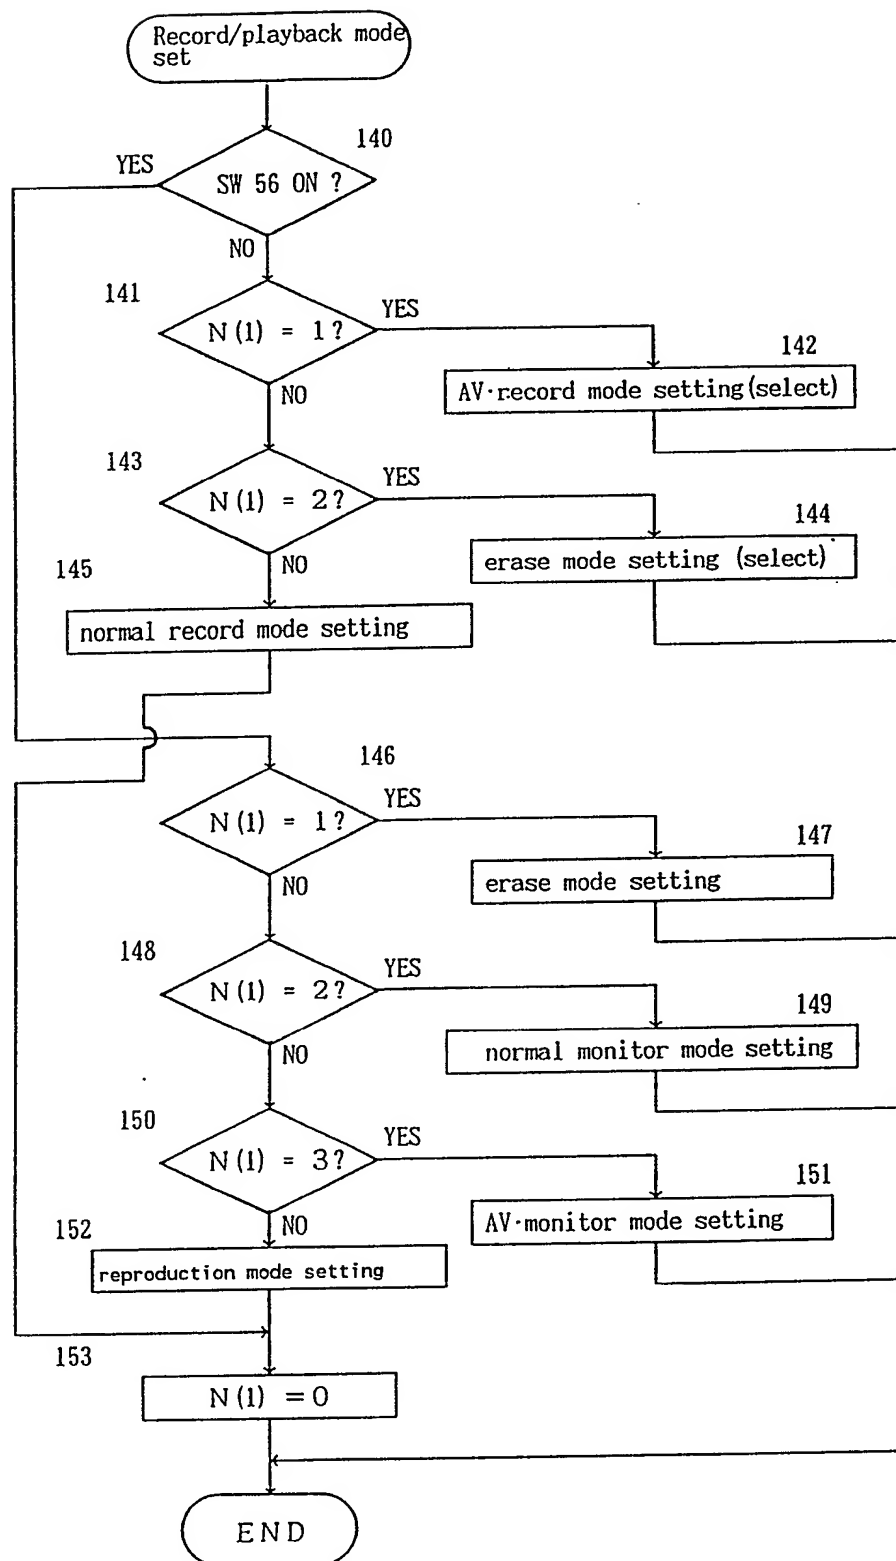 Record/playback mode
set
140
YES
SW 56 ON ?
NO
141
YES
N(1) = 1?
142
AV·record mode setting(select)
NO
143
YES
N(1) = 2?
144
erase mode setting (select)
145
NO
normal record mode setting
146
YES
N(1) = 1?
147
erase mode setting
NO
148
YES
N(1) = 2?
149
normal monitor mode setting
NO
150
YES
N(1) = 3?
151
AV·monitor mode setting
152
NO
reproduction mode setting
153
N(1) =0
END